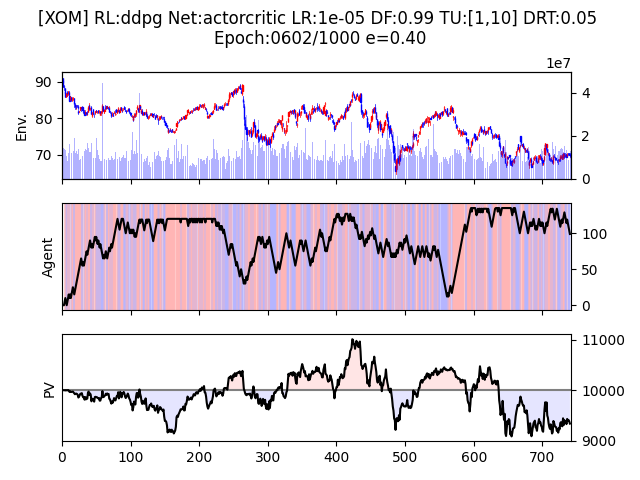 [XOM] RL:ddpg Net:actorcritic LR:1e-05 DF:0.99 TU:[1,10] DRT:0.05
Epoch:0602/1000 e=0.40
1e7
90
80
70
Env.
4
2
0
Agent
100
50
0
PV
11000
10000
9000
0 100 200 300 400 500 600 700